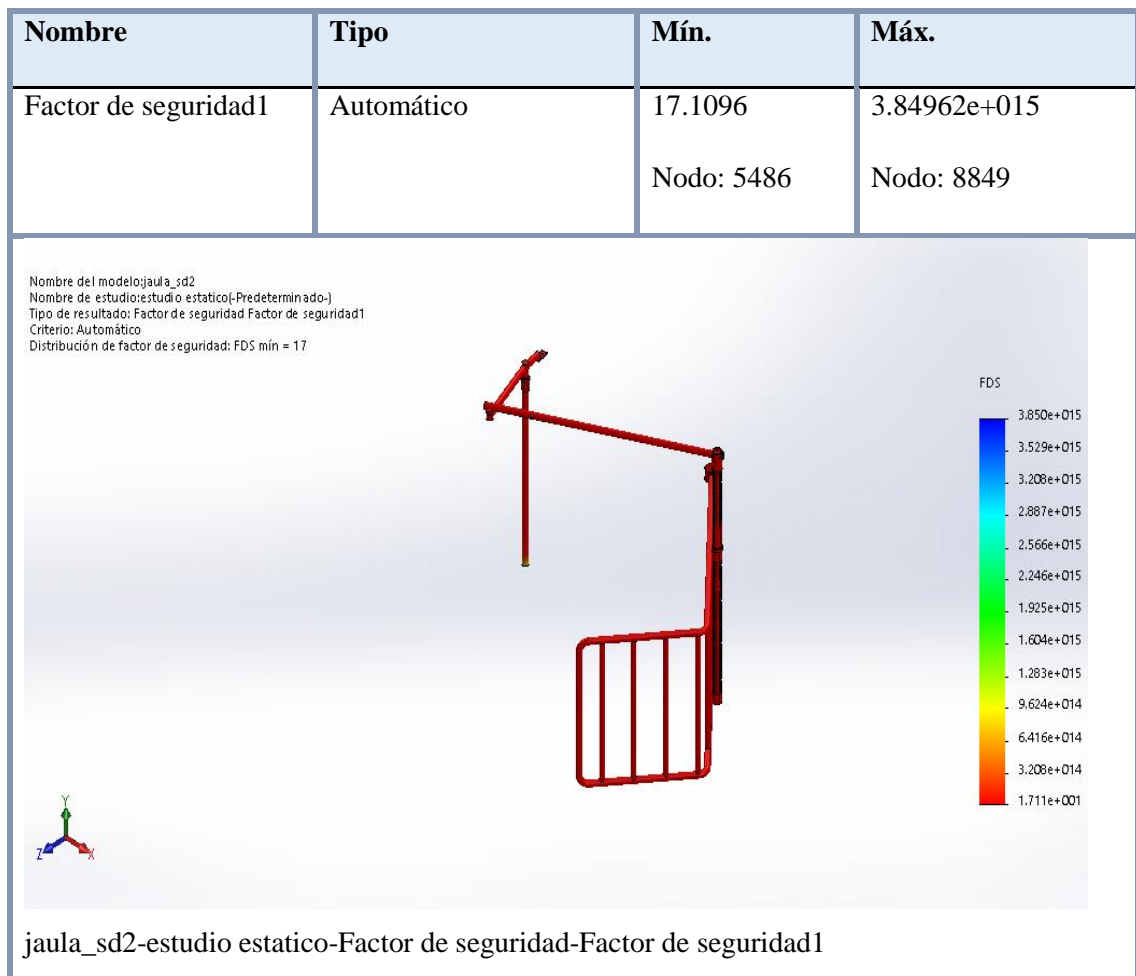 Nombre Tipo Mín. Máx.
Factor de seguridad1 Automático 17.1096 3.84962e+015
Nodo: 5486 Nodo: 8849
Nombre del modelo:jaula_sd2
Nombre de estudio:estudio estatico(-Predeterminado-)
Tipo de resultado: Factor de seguridad Factor de seguridad1
Criterio: Automático
Distribución de factor de seguridad: FDS mín = 17
FDS
3.850e+015
3.529e+015
3.208e+015
2.887e+015
2.566e+015
2.246e+015
1.925e+015
1.604e+015
1.283e+015
9.624e+014
6.416e+014
3.208e+014
1.711e+001
Y
Z X
jaula_sd2-estudio estatico-Factor de seguridad-Factor de seguridad1